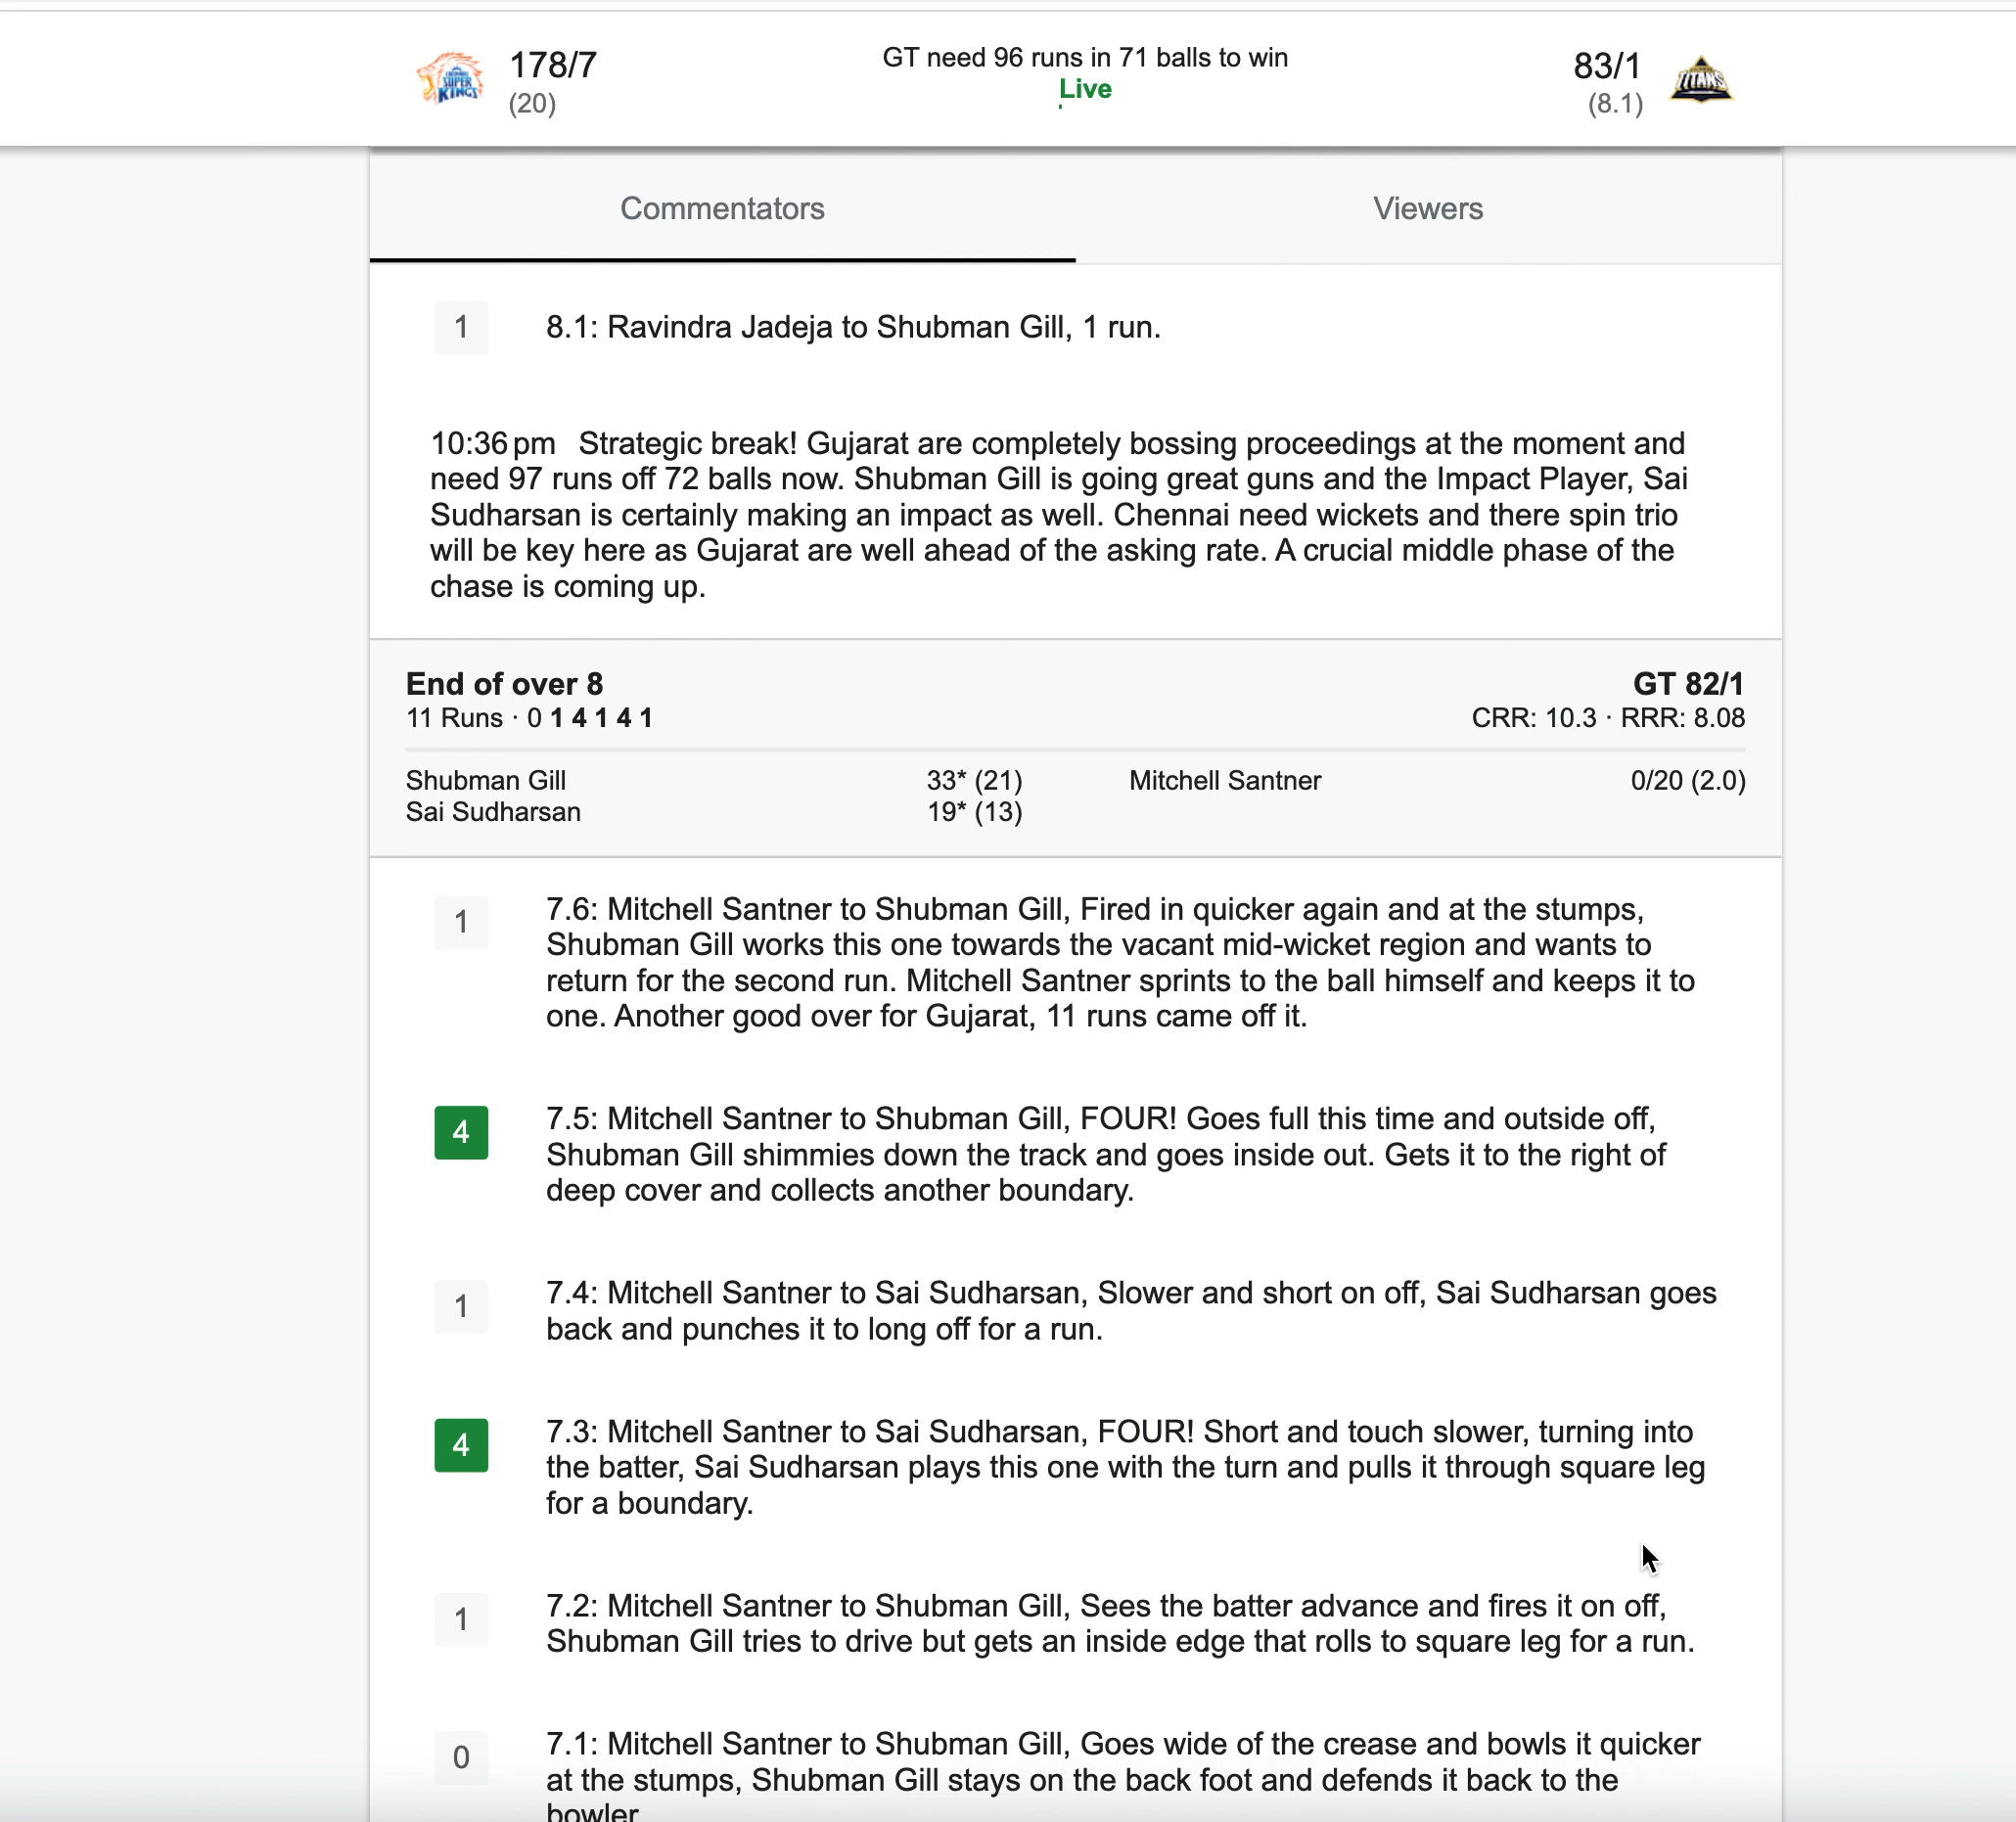 178/7
(20)
GT need 96 runs in 71 balls to win
Live
83/1
(8.1)
SUPER
KINGS
TITANS
Commentators
Viewers
1
8.1: Ravindra Jadeja to Shubman Gill, 1 run.
10:36 pm Strategic break! Gujarat are completely bossing proceedings at the moment and
need 97 runs off 72 balls now. Shubman Gill is going great guns and the Impact Player, Sai
Sudharsan is certainly making an impact as well. Chennai need wickets and there spin trio
will be key here as Gujarat are well ahead of the asking rate. A crucial middle phase of the
chase is coming up.
End of over 8
GT 82/1
11 Runs · 0 1 4 1 4 1
CRR: 10.3 · RRR: 8.08
Shubman Gill 33* (21)
Mitchell Santner 0/20 (2.0)
Sai Sudharsan 19* (13)
1
7.6: Mitchell Santner to Shubman Gill, Fired in quicker again and at the stumps,
Shubman Gill works this one towards the vacant mid-wicket region and wants to
return for the second run. Mitchell Santner sprints to the ball himself and keeps it to
one. Another good over for Gujarat, 11 runs came off it.
4
7.5: Mitchell Santner to Shubman Gill, FOUR! Goes full this time and outside off,
Shubman Gill shimmies down the track and goes inside out. Gets it to the right of
deep cover and collects another boundary.
1
7.4: Mitchell Santner to Sai Sudharsan, Slower and short on off, Sai Sudharsan goes
back and punches it to long off for a run.
4
7.3: Mitchell Santner to Sai Sudharsan, FOUR! Short and touch slower, turning into
the batter, Sai Sudharsan plays this one with the turn and pulls it through square leg
for a boundary.
1
7.2: Mitchell Santner to Shubman Gill, Sees the batter advance and fires it on off,
Shubman Gill tries to drive but gets an inside edge that rolls to square leg for a run.
0
7.1: Mitchell Santner to Shubman Gill, Goes wide of the crease and bowls it quicker
at the stumps, Shubman Gill stays on the back foot and defends it back to the
bowler